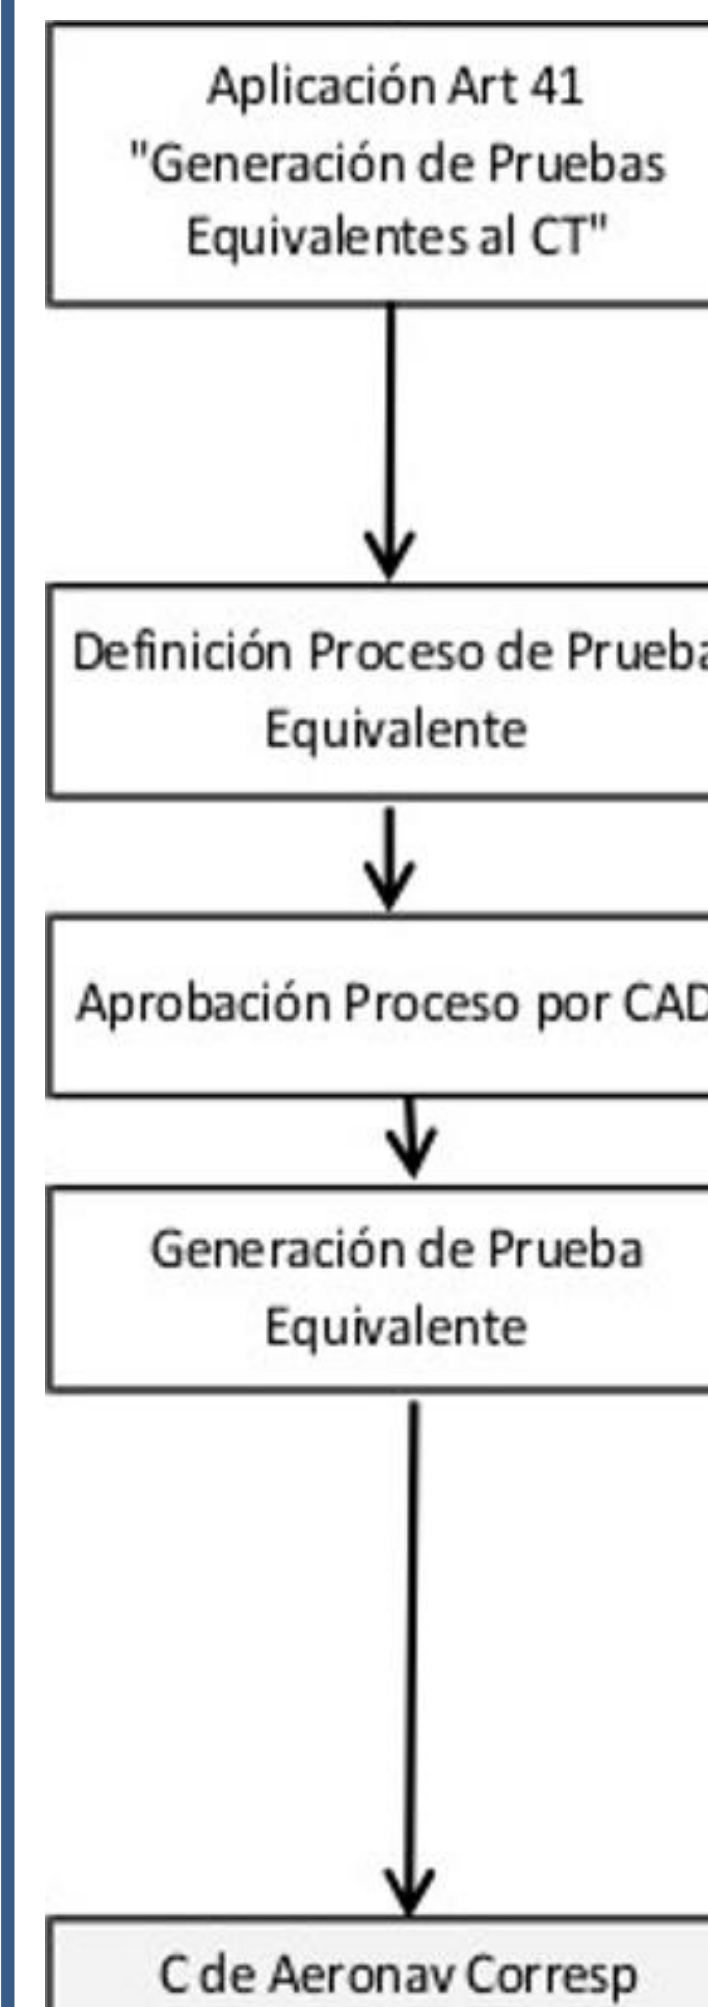 Aplicación Art 41
"Generación de Pruebas
Equivalentes al CT"
Definición Proceso de Prueba
Equivalente
Aprobación Proceso por CAD
Generación de Prueba
Equivalente
C de Aeronav Corresp